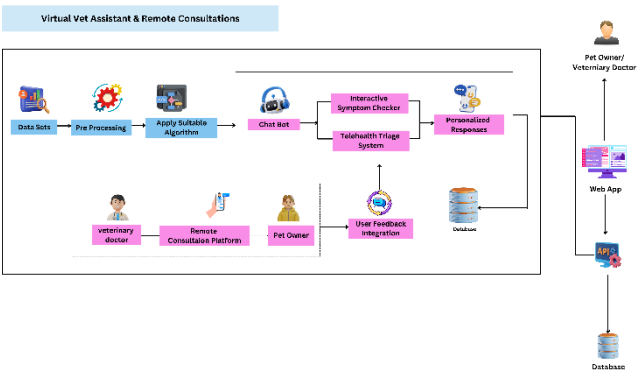 Virtual Vet Assistant & Remote Consultations
Pet Owner/
Veterniary Doctor
Interactive
Symptom Checker
Data Sets
Pre Processing
Apply Suitable
Algorithm
Chat Bot
Telehealth Triage
System
Personalized
Responses
Web App
veterinary
doctor
Remote
Consultaion Platform
Pet Owner
User Feedback
Integration
Database
APIS
Database